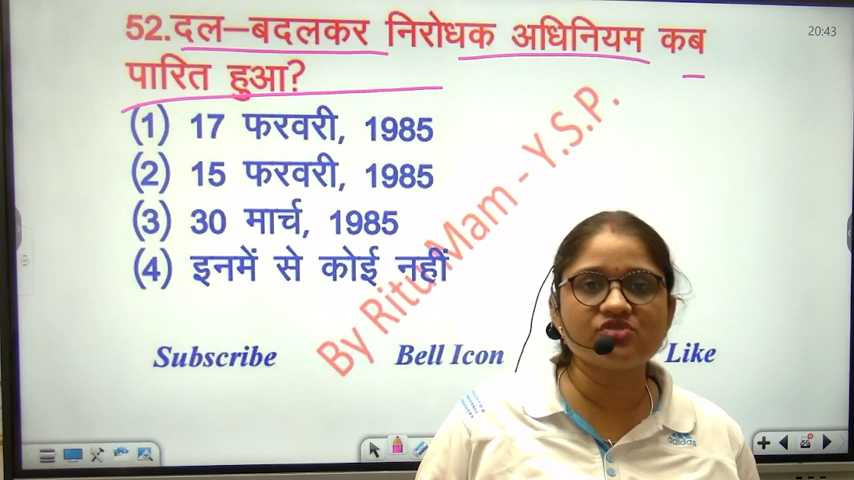 20:43
52.दल–बदलकर निरोधक अधिनियम कब
पारित हुआ?
(1) 17 फरवरी, 1985
(2) 15 फरवरी, 1985
(3) 30 मार्च, 1985
(4) इनमें से कोई नहीं
By Ritu Mam - Y.S.P.
Subscribe Bell Icon Like
adidas